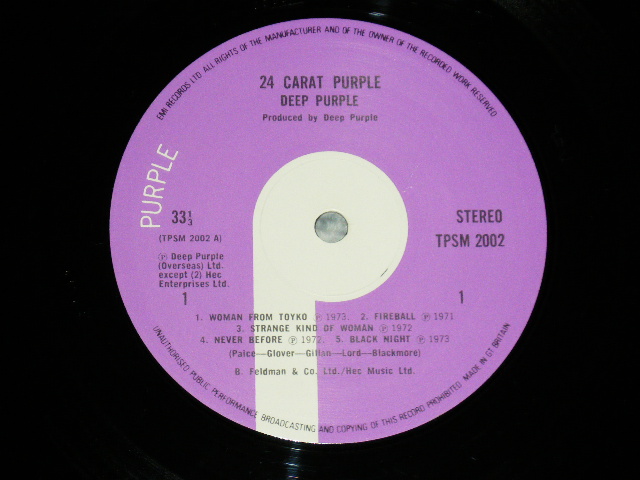 EMI RECORDS LTD ALL RIGHTS OF THE MANUFACTURER AND OF THE OWNER OF THE RECORDED WORK RESERVED
24 CARAT PURPLE
DEEP PURPLE
Produced by Deep Purple
PURPLE
33⅓
STEREO
(TPSM 2002 A)
TPSM 2002
℗ Deep Purple
(Overseas) Ltd.
except (2) Hec
Enterprises Ltd.
1
1
1. WOMAN FROM TOYKO ℗ 1973. 2. FIREBALL ℗ 1971
3. STRANGE KIND OF WOMAN ℗ 1972
4. NEVER BEFORE ℗ 1972. 5. BLACK NIGHT ℗ 1973
(Paice—Glover—Gillan—Lord—Blackmore)
B. Feldman & Co. Ltd./Hec Music Ltd.
UNAUTHORISED PUBLIC PERFORMANCE BROADCASTING AND COPYING OF THIS RECORD PROHIBITED MADE IN GT BRITAIN